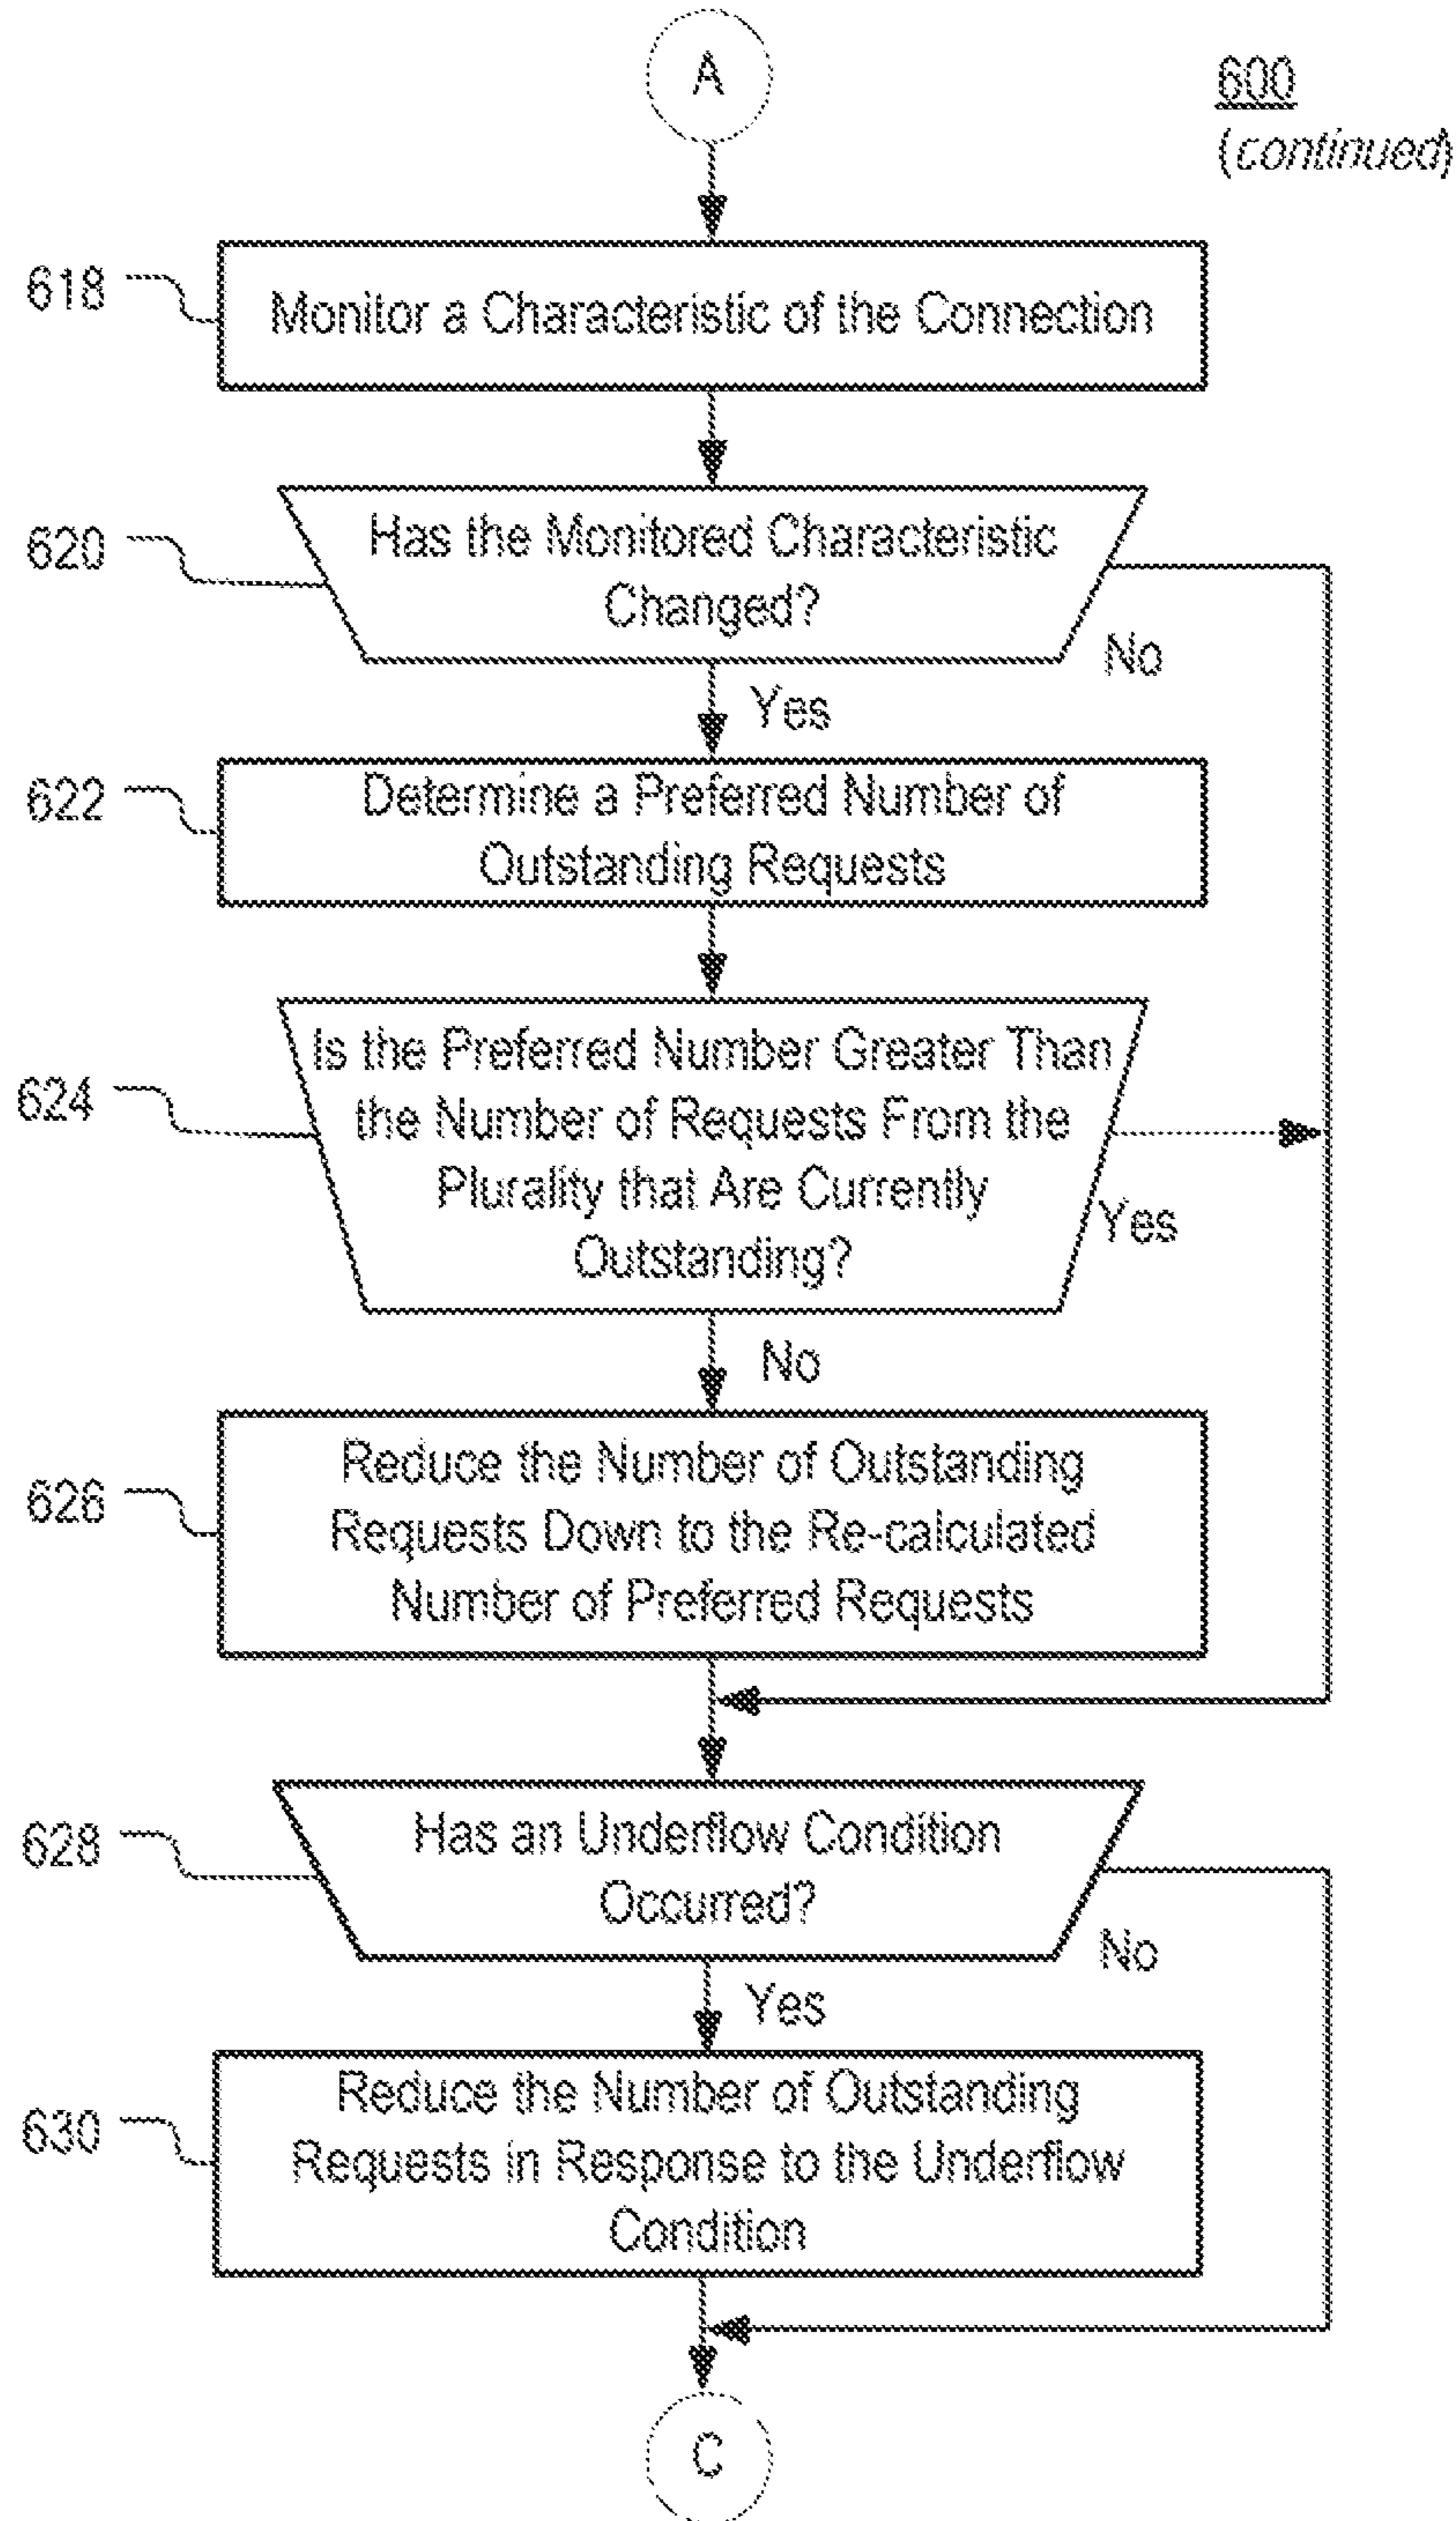 A
600
(continued)
618
Monitor a Characteristic of the Connection
620
Has the Monitored Characteristic
Changed?
No
Yes
622
Determine a Preferred Number of
Outstanding Requests
624
Is the Preferred Number Greater Than
the Number of Requests From the
Plurality that Are Currently
Outstanding?
Yes
No
626
Reduce the Number of Outstanding
Requests Down to the Re-calculated
Number of Preferred Requests
628
Has an Underflow Condition
Occurred?
No
Yes
630
Reduce the Number of Outstanding
Requests in Response to the Underflow
Condition
C